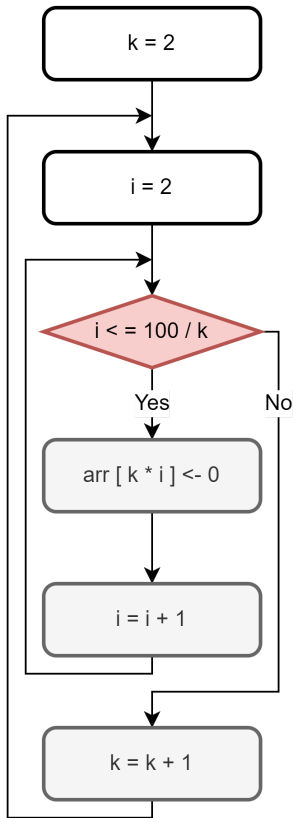 k = 2
i = 2
i < = 100 / k
Yes
No
arr [ k * i ] <- 0
i = i + 1
k = k + 1